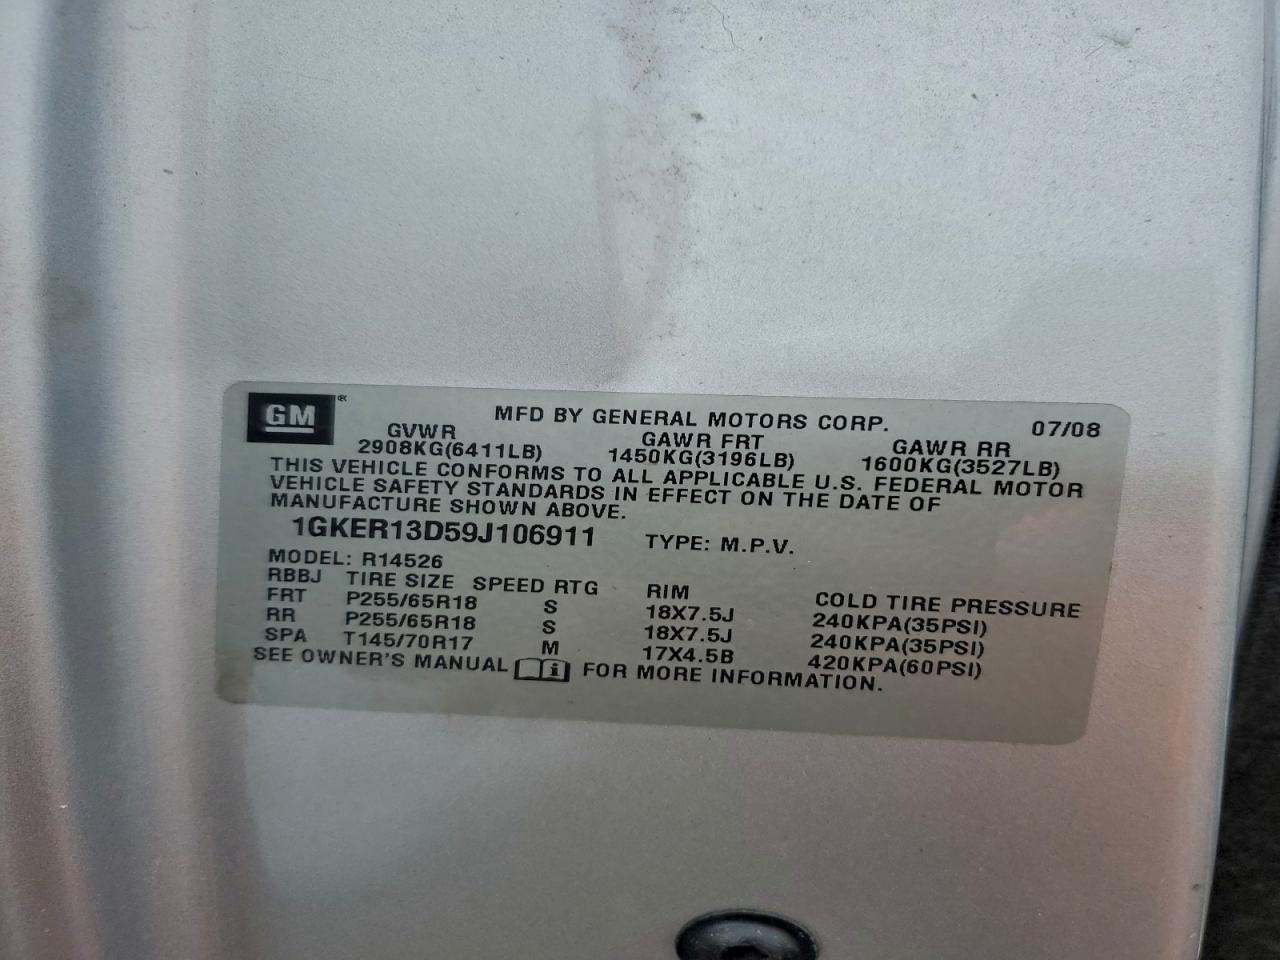 GM® MFD BY GENERAL MOTORS CORP. 07/08
GVWR GAWR FRT GAWR RR
2908KG(6411LB) 1450KG(3196LB) 1600KG(3527LB)
THIS VEHICLE CONFORMS TO ALL APPLICABLE U.S. FEDERAL MOTOR
VEHICLE SAFETY STANDARDS IN EFFECT ON THE DATE OF
MANUFACTURE SHOWN ABOVE.
1GKER13D59J106911 TYPE: M.P.V.
MODEL: R14526
RBBJ TIRE SIZE SPEED RTG RIM COLD TIRE PRESSURE
FRT P255/65R18 S 18X7.5J 240KPA(35PSI)
RR P255/65R18 S 18X7.5J 240KPA(35PSI)
SPA T145/70R17 M 17X4.5B 420KPA(60PSI)
SEE OWNER'S MANUAL i FOR MORE INFORMATION.